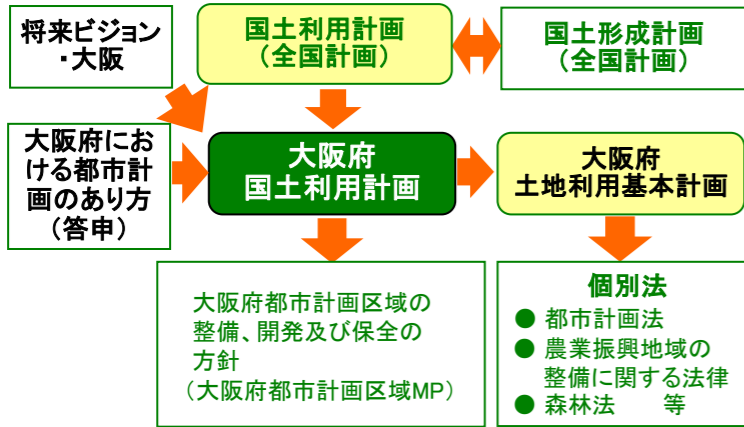 将来ビジョン
・大阪
国土利用計画
(全国計画)
国土形成計画
(全国計画)
大阪府にお
ける都市計
画のあり方
(答申)
大阪府
国土利用計画
大阪府
土地利用基本計画
大阪府都市計画区域の
整備、開発及び保全の
方針
(大阪府都市計画区域MP)
個別法
● 都市計画法
● 農業振興地域の
整備に関する法律
● 森林法　　等